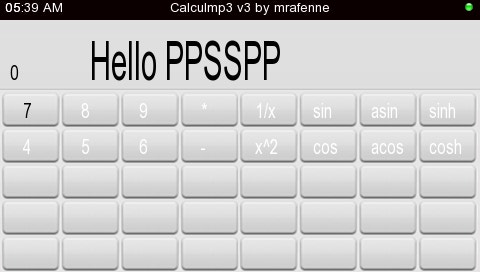 05:39 AM Calculmp3 v3 by mrafenne
0 Hello PPSSPP
7 8 9 * 1/x sin asin sinh
4 5 6 - x^2 cos acos cosh